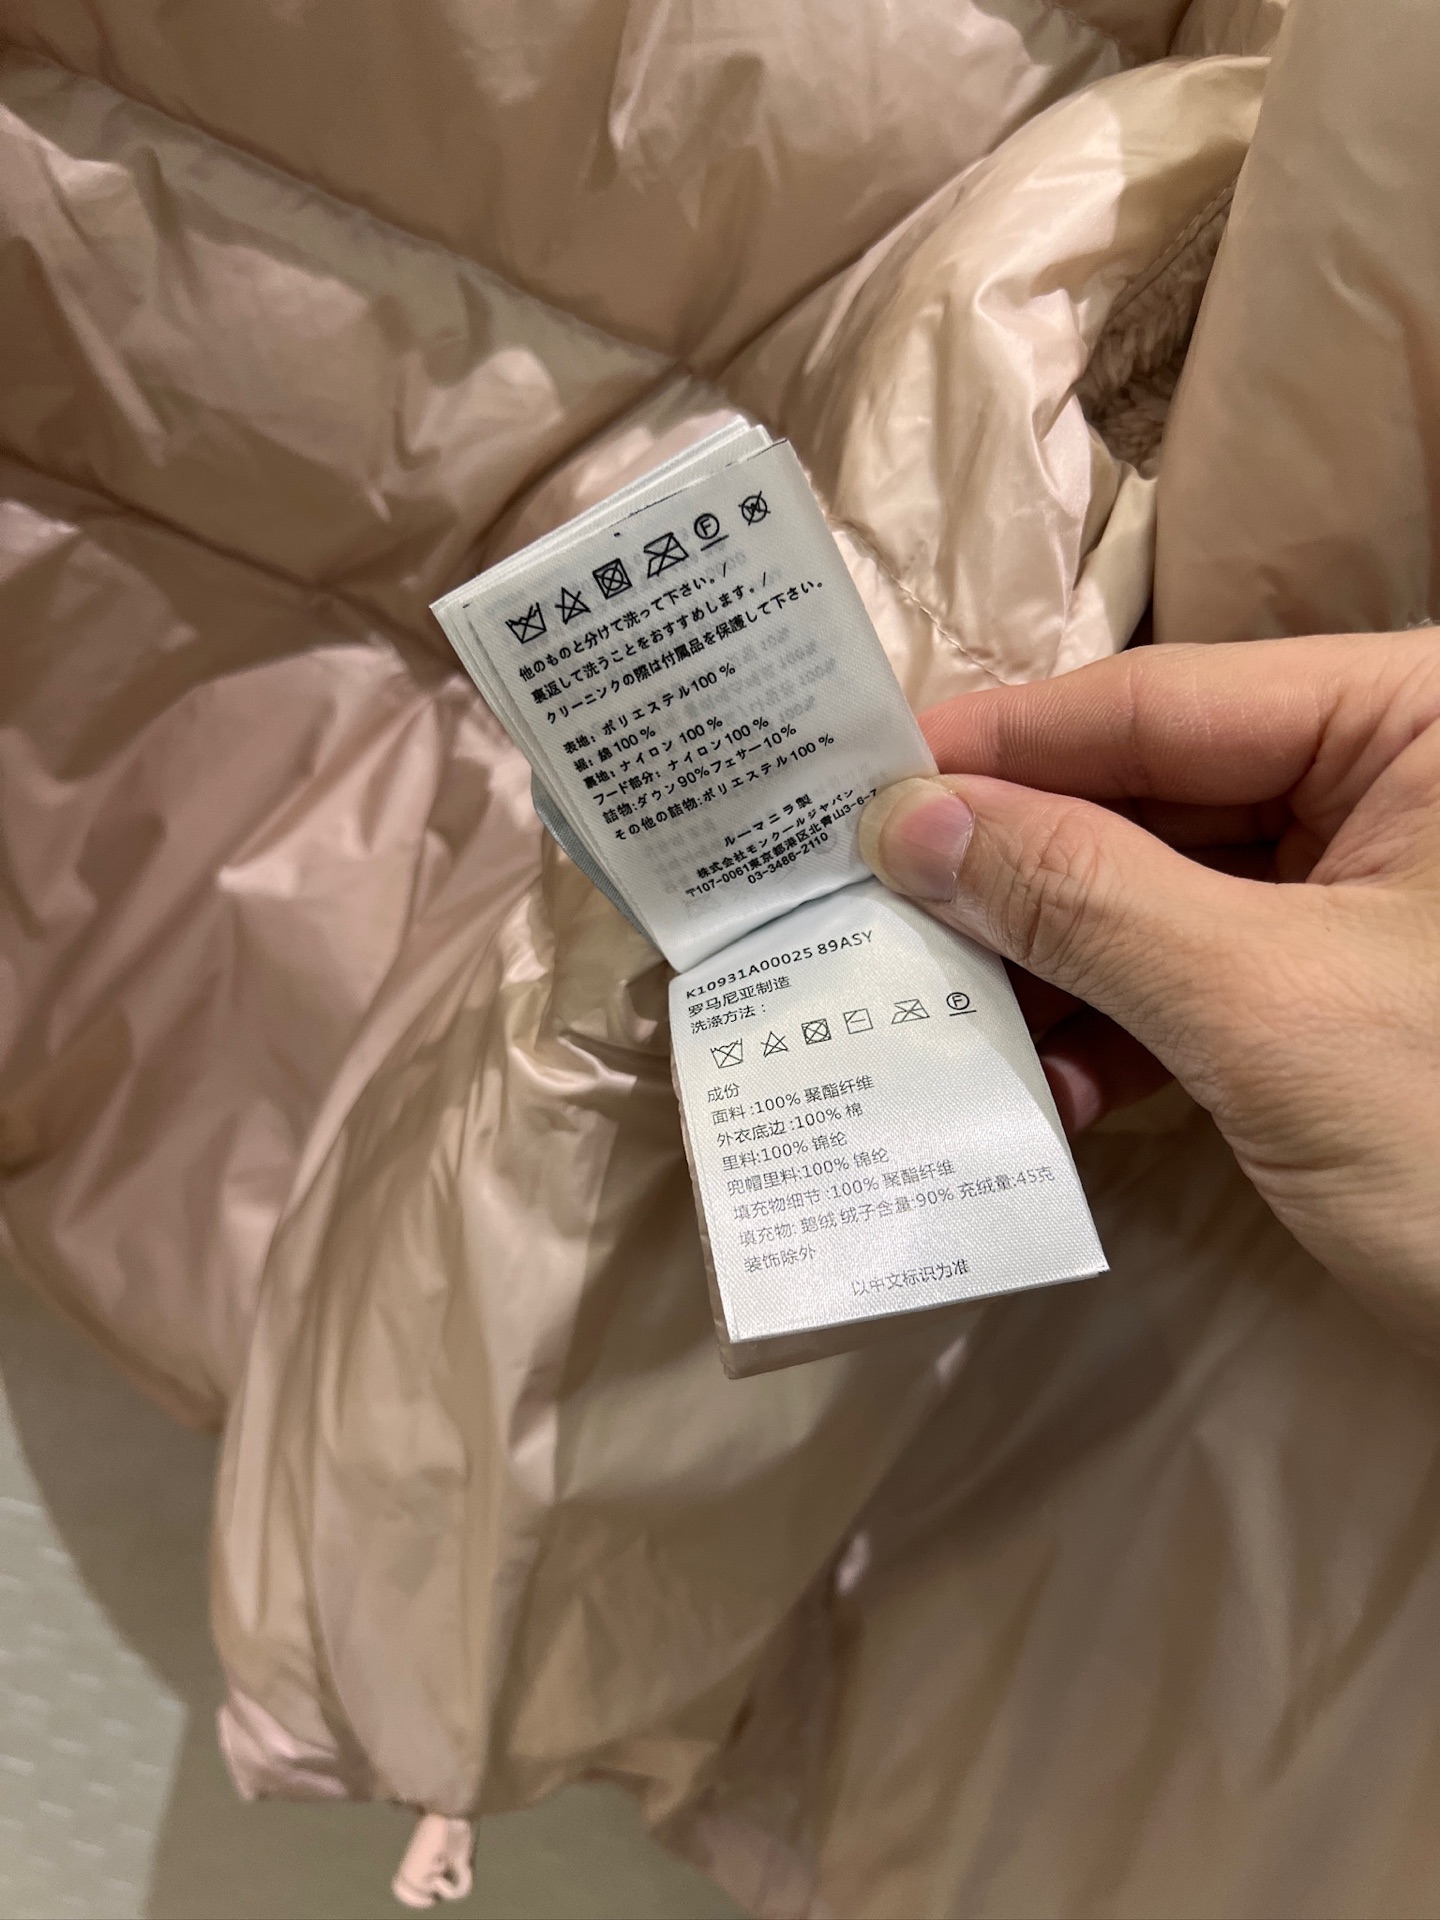 他のものと分けて洗って下さい。/
裏返して洗うことをおすすめします。/
クリーニングの際は付属品を保護して下さい。
表地: ポリエステル100 %
裾: 綿 100 %
裏地: ナイロン 100 %
フード部分: ナイロン100 %
詰物:ダウン 90%フェザー10%
その他の詰物:ポリエステル100 %
ルーマニラ製
株式会社モンクールジャパン
〒107-0061東京都港区北青山3-6-7
03-3486-2110
K10931A00025 89ASY
罗马尼亚制造
洗涤方法：
成份
面料 :100% 聚酯纤维
外衣底边 :100% 棉
里料:100% 锦纶
兜帽里料:100% 锦纶
填充物细节 :100% 聚酯纤维
填充物: 鹅绒 绒子含量:90% 充绒量:45克
装饰除外
以中文标识为准